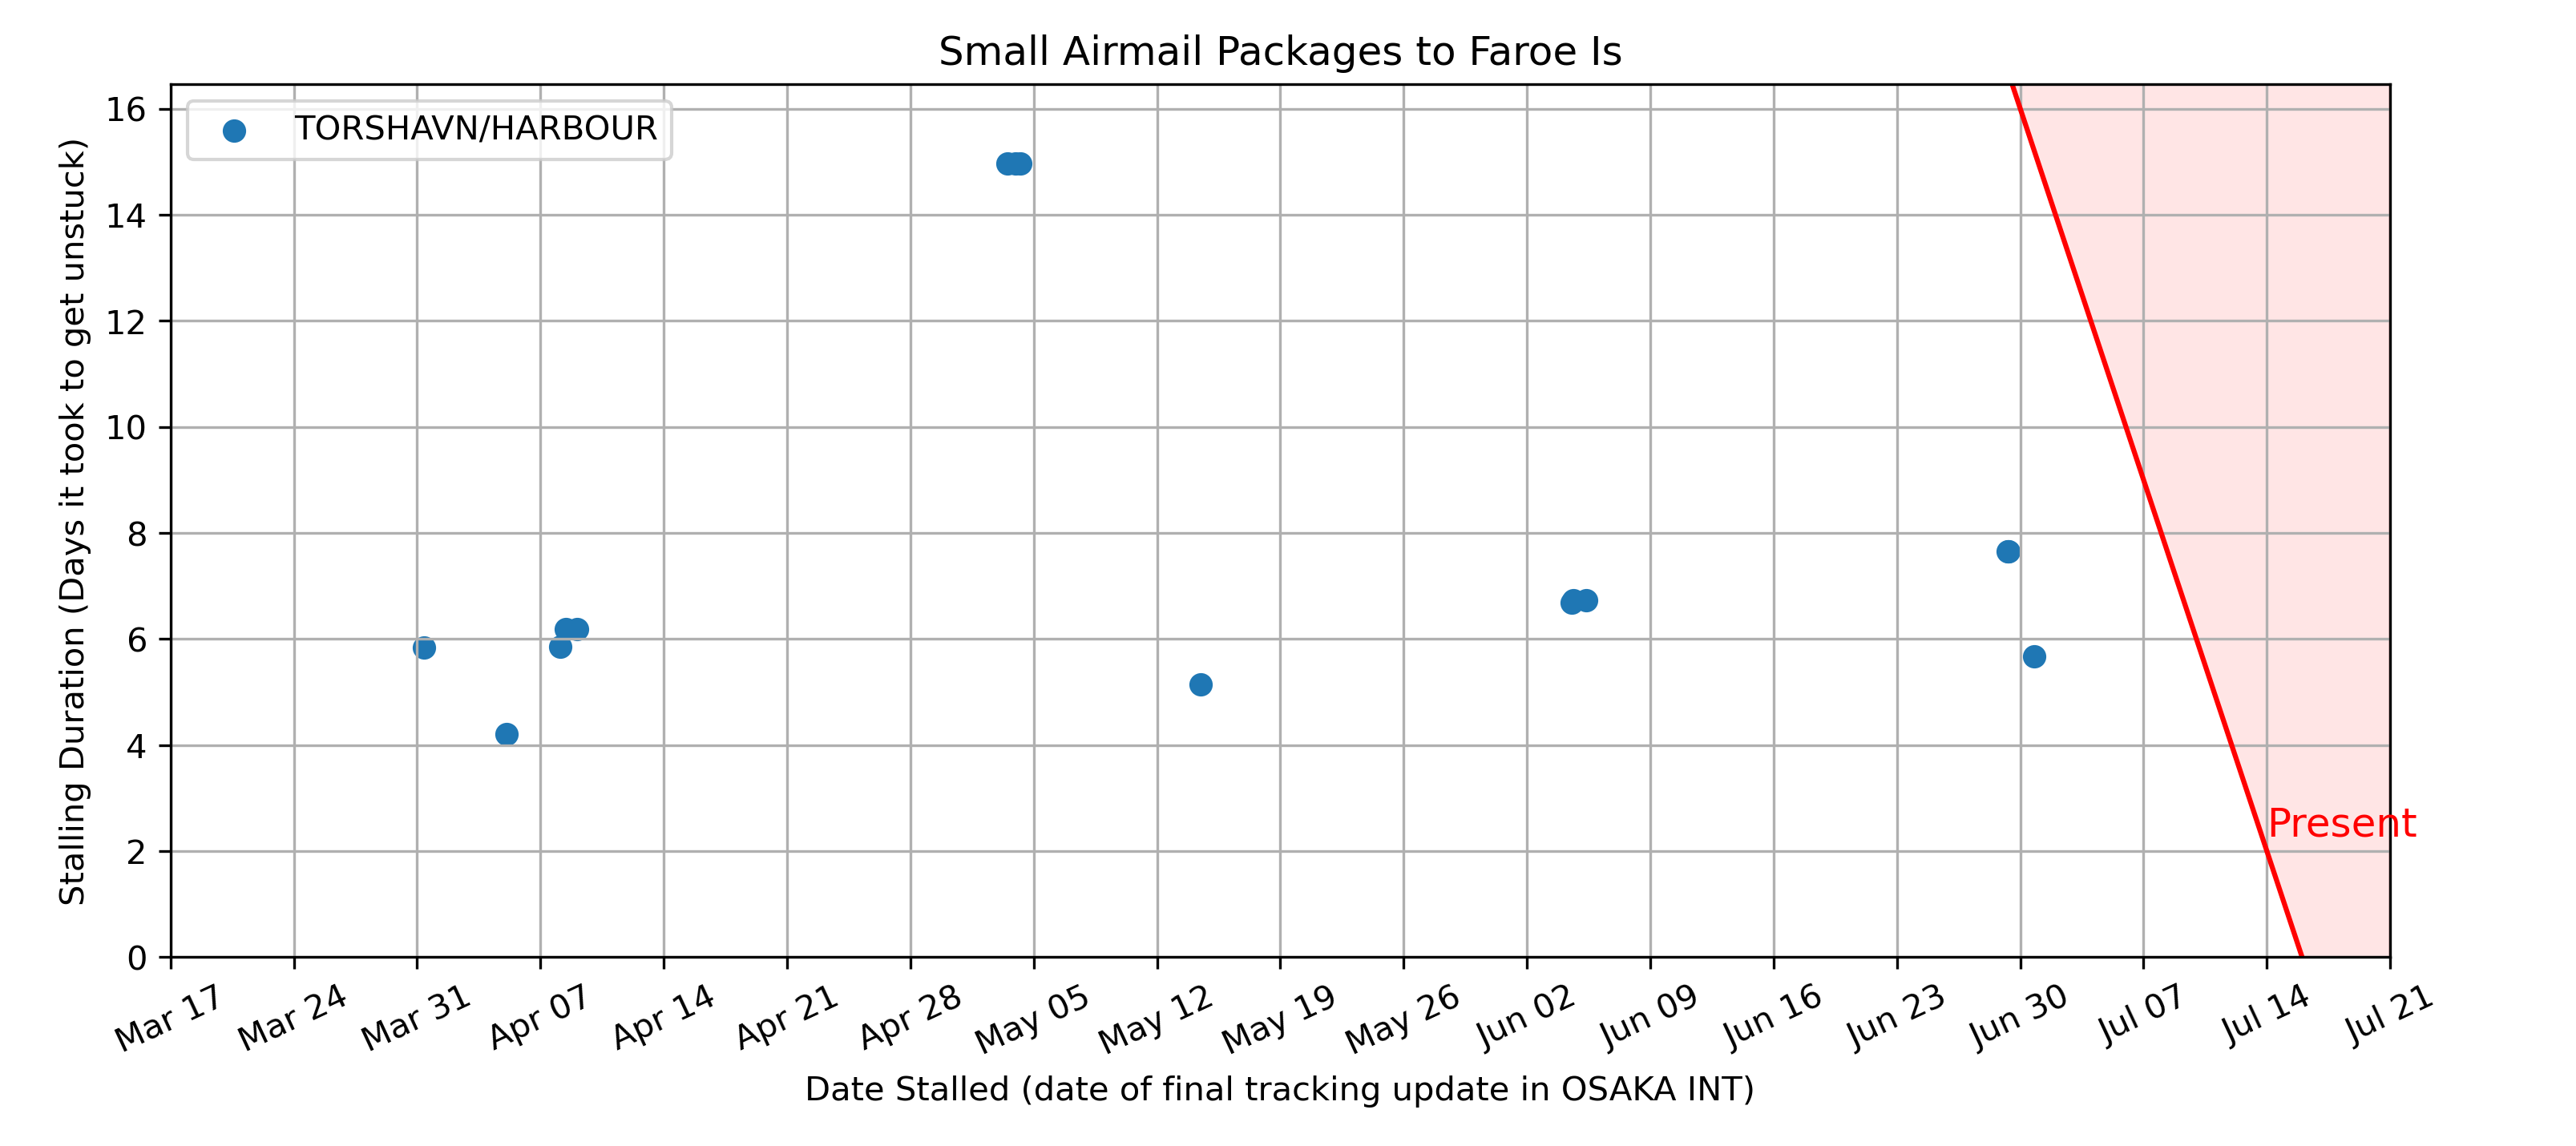 Small Airmail Packages to Faroe Is
TORSHAVN/HARBOUR
Stalling Duration (Days it took to get unstuck)
16
14
12
10
8
6
4
2
0
Present
Mar 17
Mar 24
Mar 31
Apr 07
Apr 14
Apr 21
Apr 28
May 05
May 12
May 19
May 26
Jun 02
Jun 09
Jun 16
Jun 23
Jun 30
Jul 07
Jul 14
Jul 21
Date Stalled (date of final tracking update in OSAKA INT)